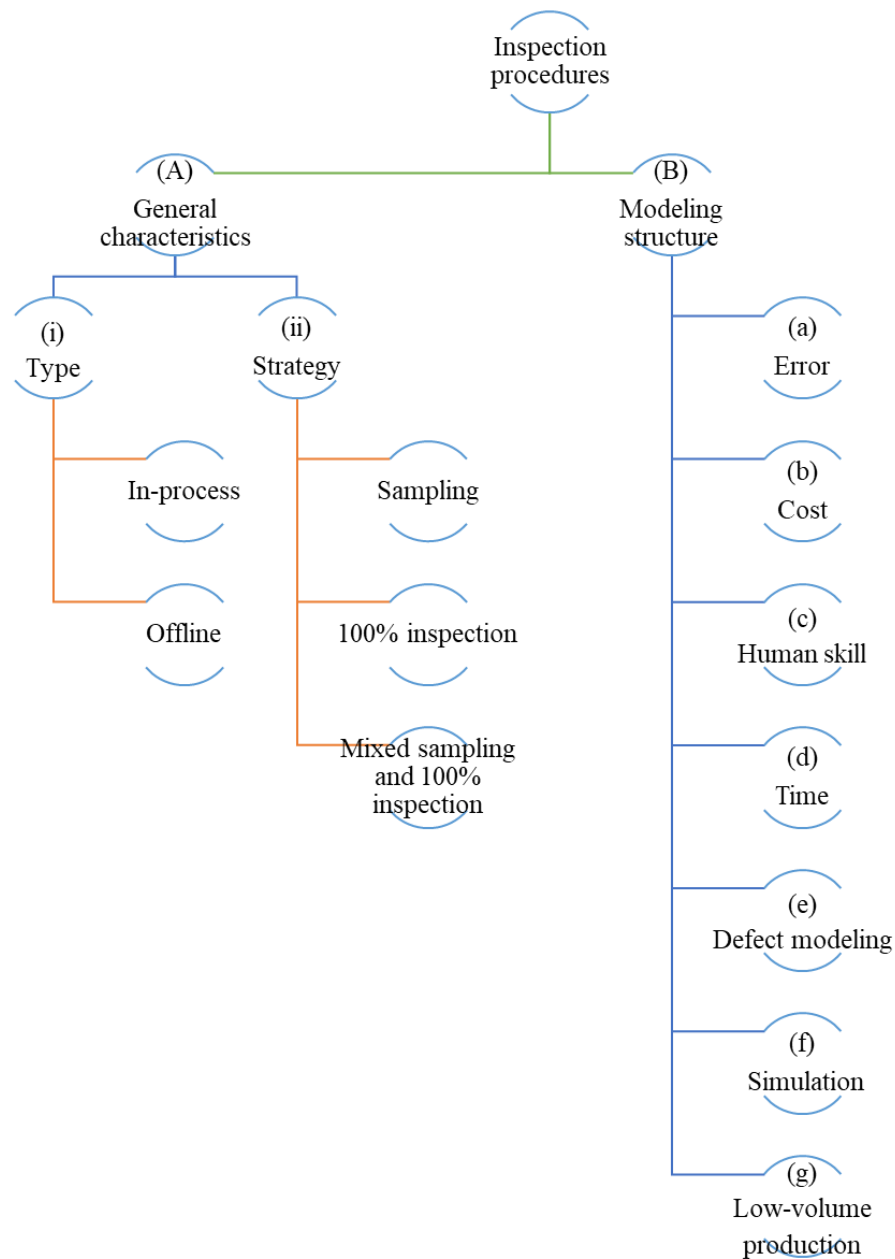 Inspection
procedures
(A)
General
characteristics
(B)
Modeling
structure
(i)
Type
(ii)
Strategy
In-process
Offline
Sampling
100% inspection
Mixed sampling
and 100%
inspection
(a)
Error
(b)
Cost
(c)
Human skill
(d)
Time
(e)
Defect modeling
(f)
Simulation
(g)
Low-volume
production